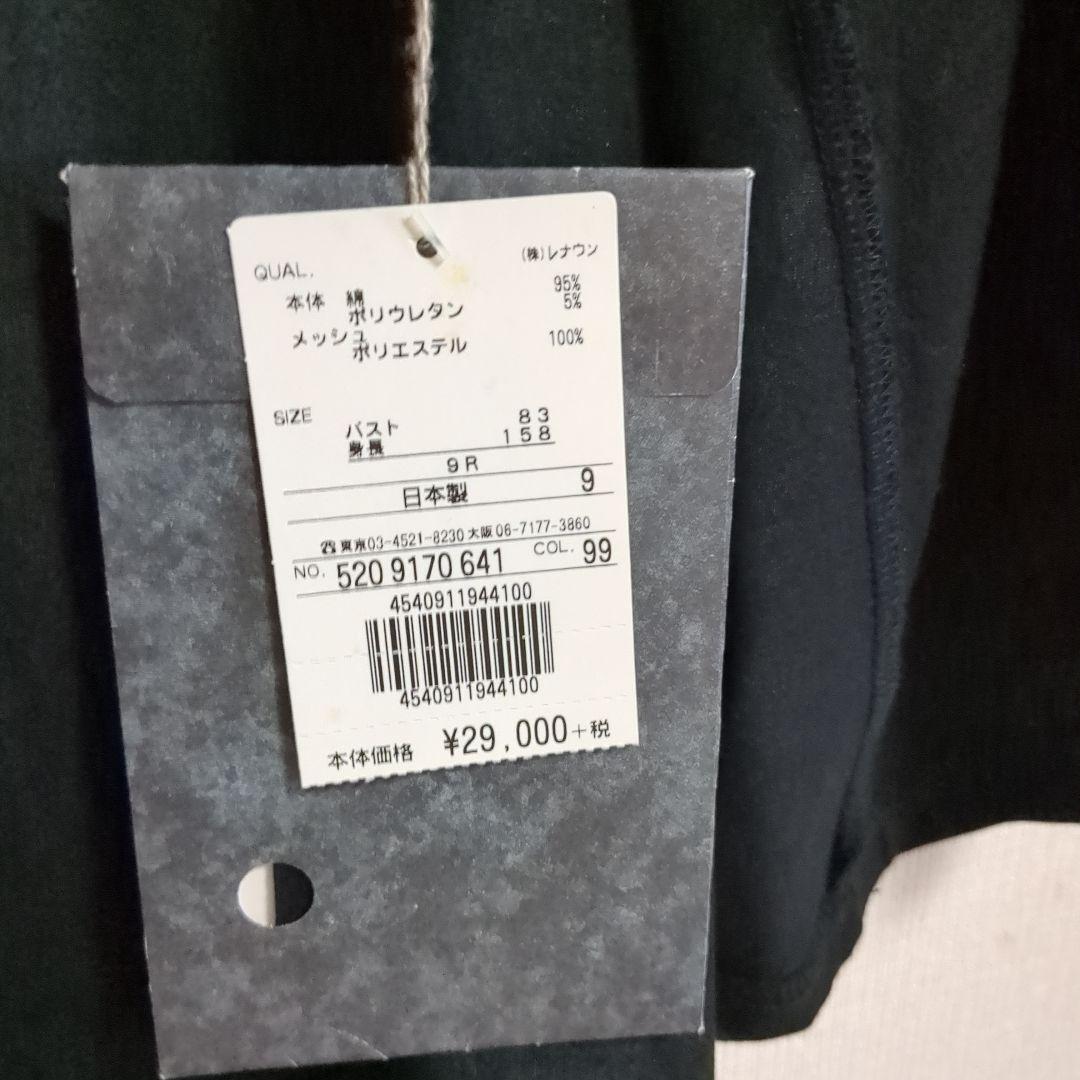 (株)レナウン
QUAL.
本体 綿 95%
ポリウレタン 5%
メッシュ
ポリエステル 100%
SIZE
バスト 83
身長 158
9R
日本製 9
☎東京03-4521-8230 大阪06-7177-3860
NO. 520 9170 641 COL. 99
4540911944100
4540911944100
本体価格 ¥29,000+税